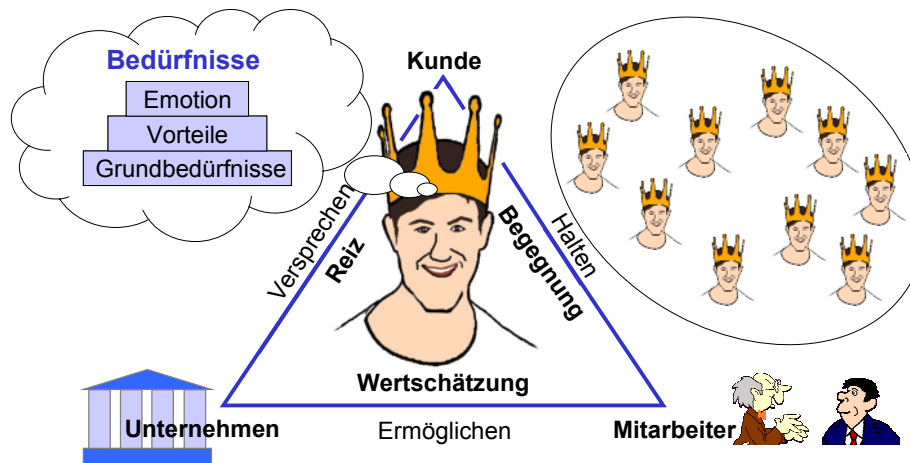 Bedürfnisse
Emotion
Vorteile
Grundbedürfnisse
Kunde
Versprechen
Reiz
Begegnung
Halten
Wertschätzung
Unternehmen
Ermöglichen
Mitarbeiter